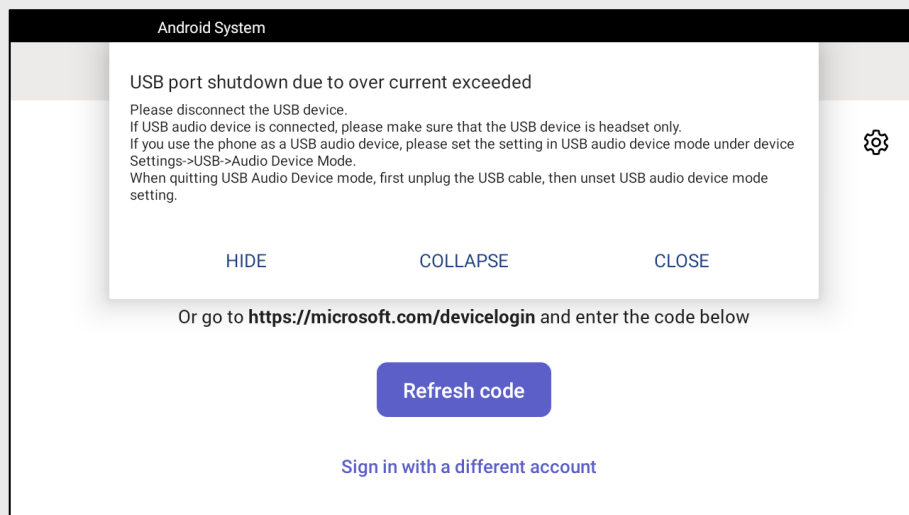 Android System
USB port shutdown due to over current exceeded
Please disconnect the USB device.
If USB audio device is connected, please make sure that the USB device is headset only.
If you use the phone as a USB audio device, please set the setting in USB audio device mode under device
Settings->USB->Audio Device Mode.
When quitting USB Audio Device mode, first unplug the USB cable, then unset USB audio device mode
setting.
HIDE COLLAPSE CLOSE
Or go to https://microsoft.com/devicelogin and enter the code below
Refresh code
Sign in with a different account